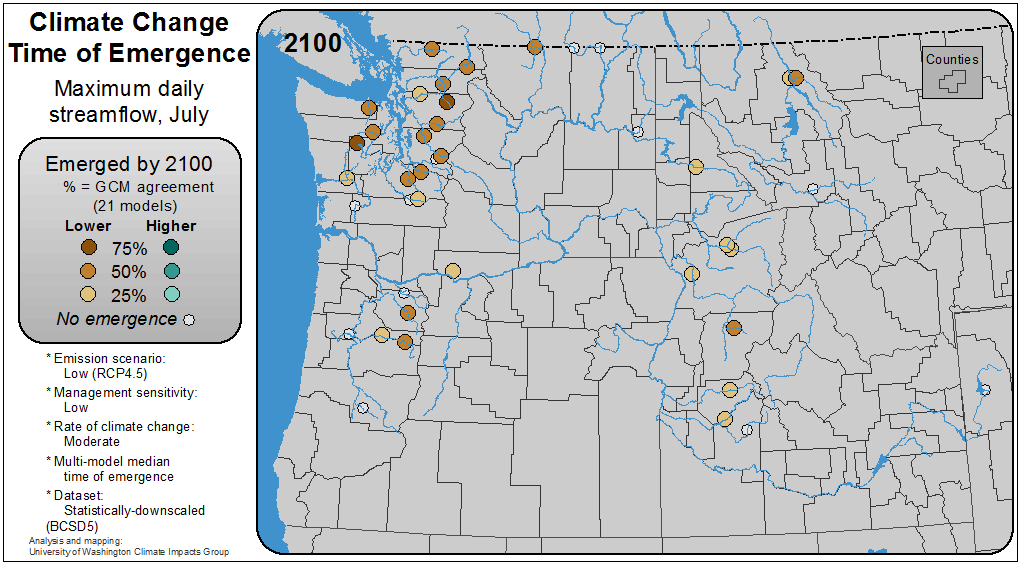 Climate Change
Time of Emergence
Maximum daily
streamflow, July
Emerged by 2100
% = GCM agreement
(21 models)
Lower Higher
75%
50%
25%
No emergence
* Emission scenario:
Low (RCP4.5)
* Management sensitivity:
Low
* Rate of climate change:
Moderate
* Multi-model median
time of emergence
* Dataset:
Statistically-downscaled
(BCSD5)
Analysis and mapping:
University of Washington Climate Impacts Group
2100
Counties